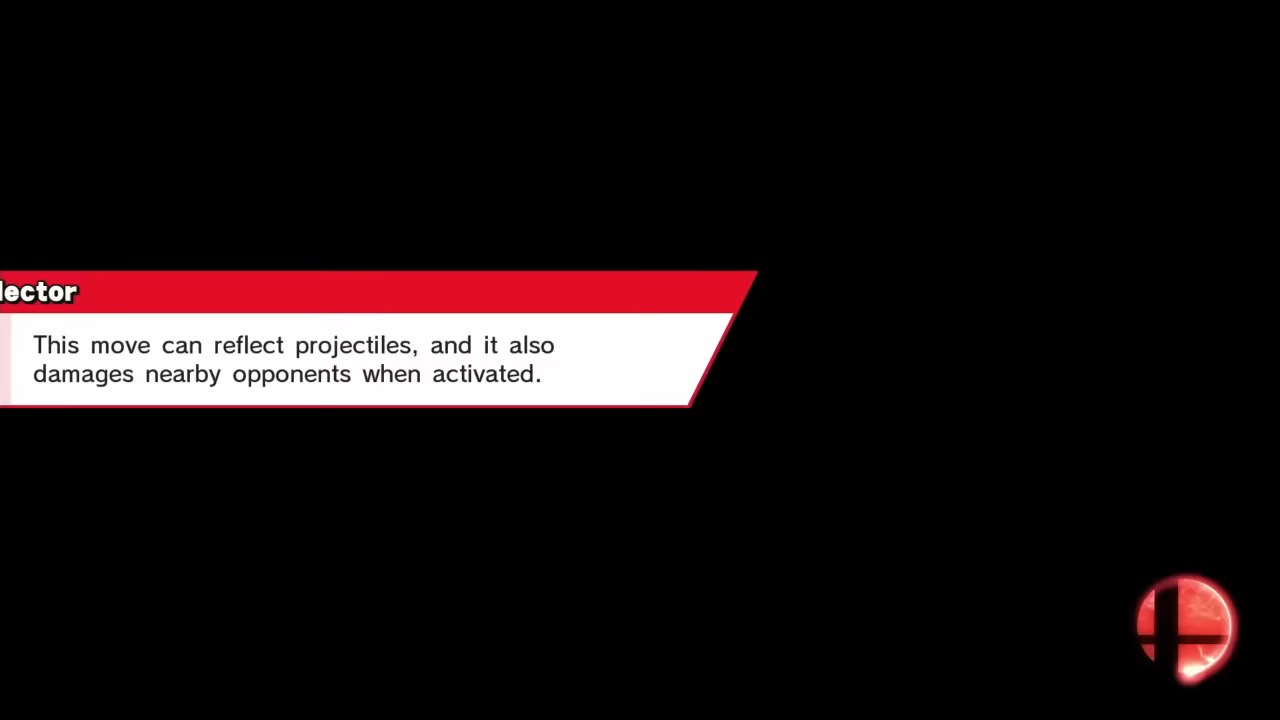 lector
This move can reflect projectiles, and it also
damages nearby opponents when activated.